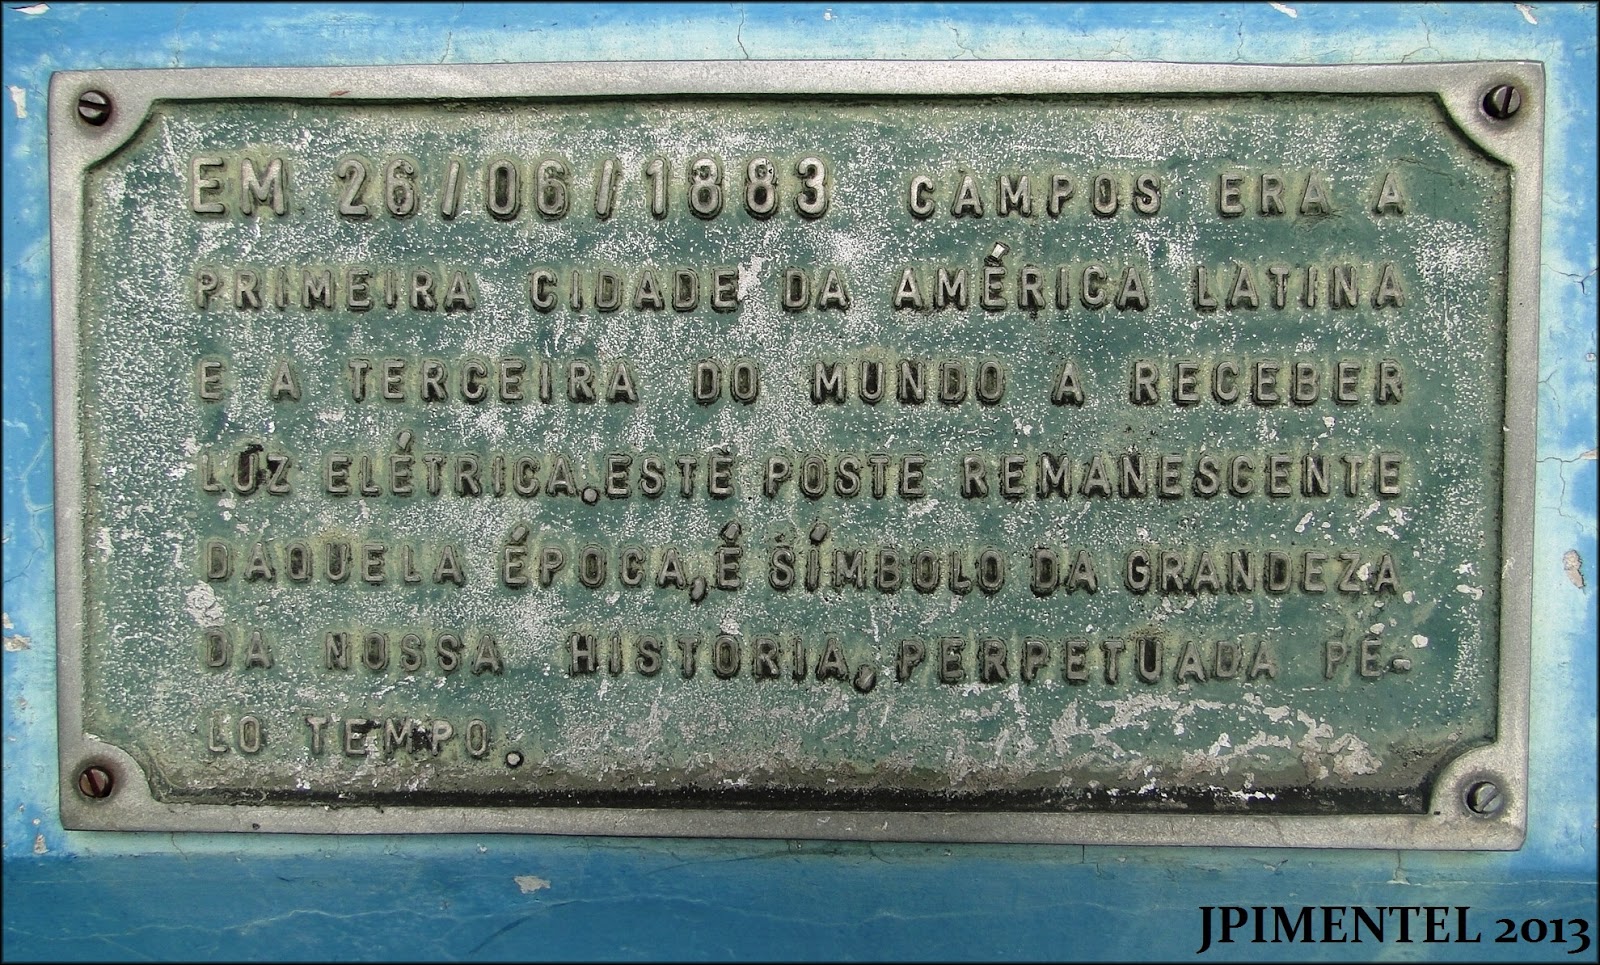 EM 26/06/1883 CAMPOS ERA A
PRIMEIRA CIDADE DA AMÉRICA LATINA
E A TERCEIRA DO MUNDO A RECEBER
LUZ ELÉTRICA.ESTE POSTE REMANESCENTE
DAQUELA ÉPOCA,É SÍMBOLO DA GRANDEZA
DA NOSSA HISTORIA,PERPETUADA PE-
LO TEMPO.
JPIMENTEL 2013